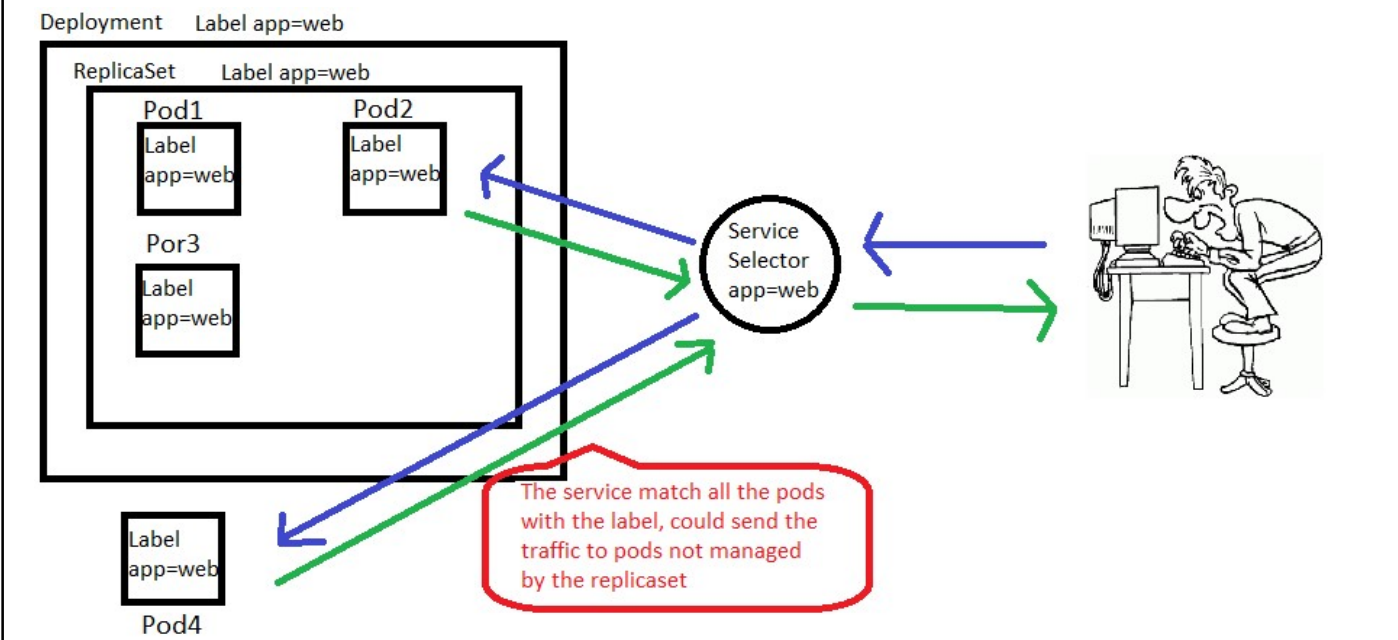 Deployment Label app=web
ReplicaSet Label app=web
Pod1
Label
app=web
Pod2
Label
app=web
Por3
Label
app=web
Service
Selector
app=web
The service match all the pods
with the label, could send the
traffic to pods not managed
by the replicaset
Label
app=web
Pod4